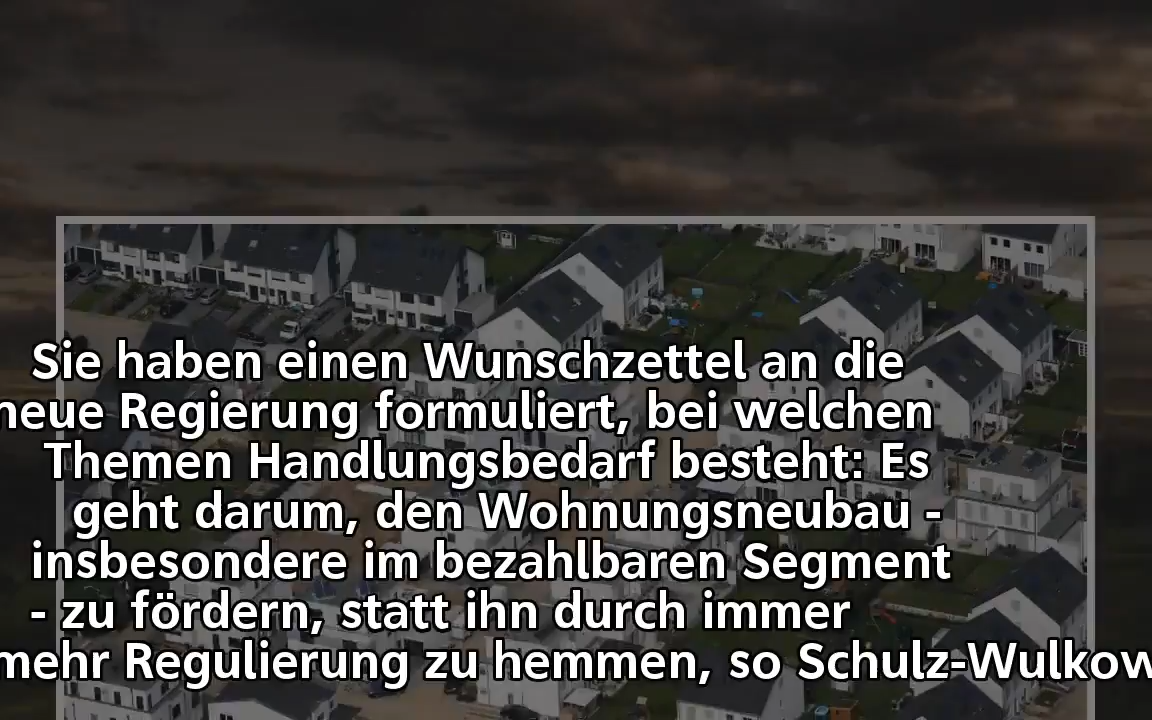 Sie haben einen Wunschzettel an die
neue Regierung formuliert, bei welchen
Themen Handlungsbedarf besteht: Es
geht darum, den Wohnungsneubau -
insbesondere im bezahlbaren Segment
- zu fördern, statt ihn durch immer
mehr Regulierung zu hemmen, so Schulz-Wulkow